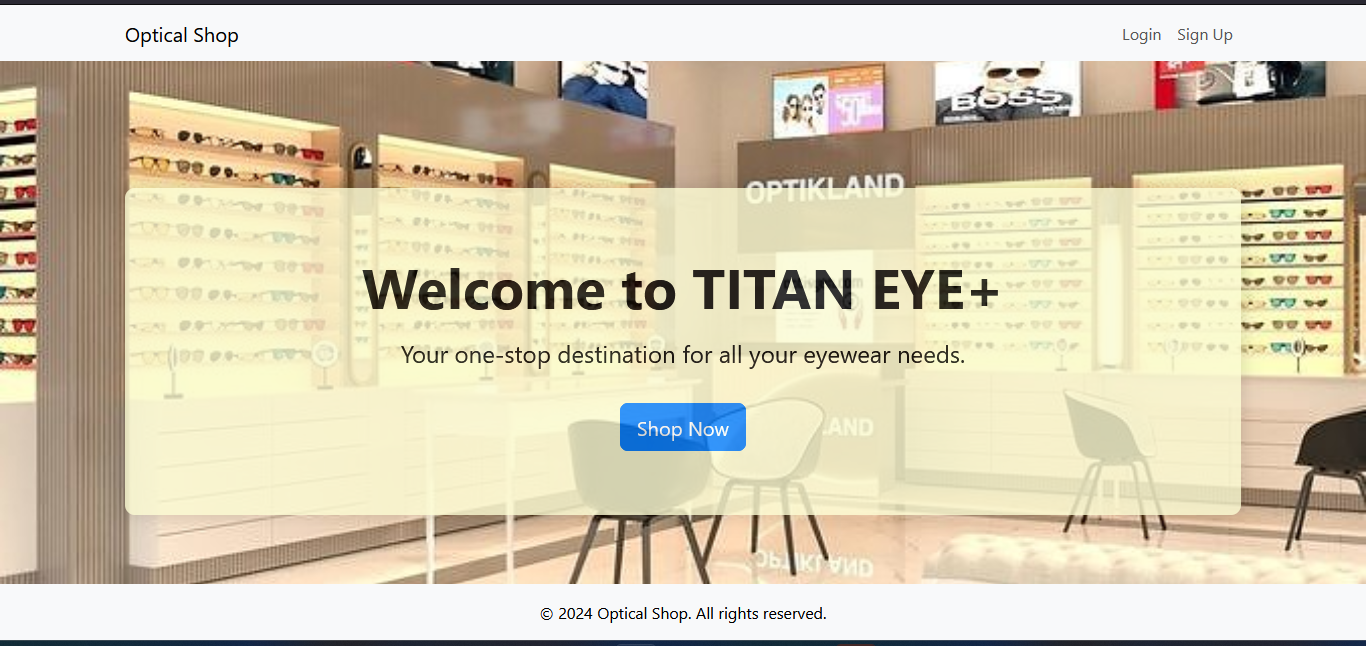 Optical Shop
Login Sign Up
BOSS
OPTIKLAND
Welcome to TITAN EYE+
Your one-stop destination for all your eyewear needs.
Shop Now
© 2024 Optical Shop. All rights reserved.